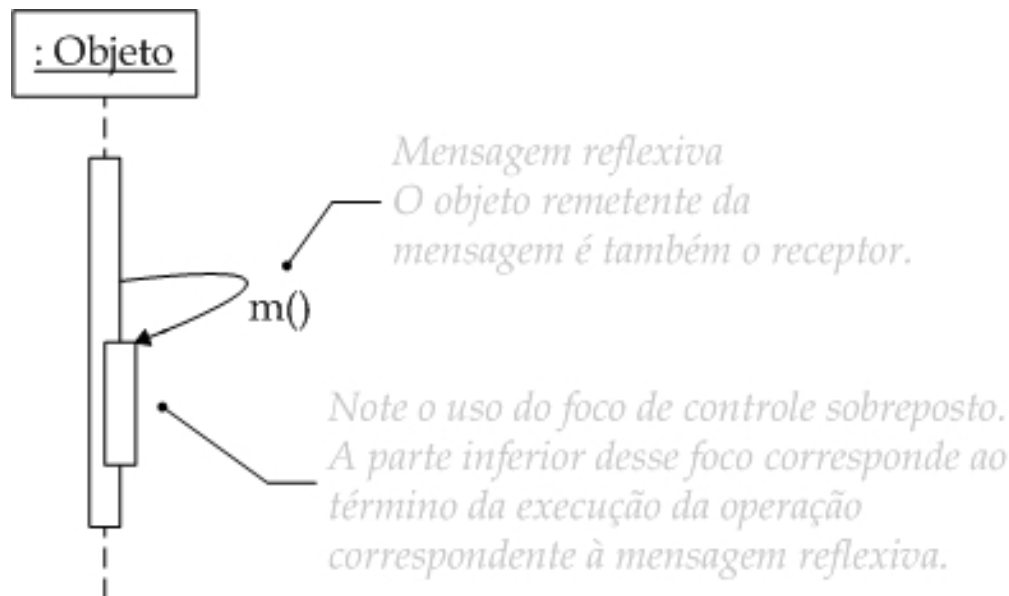 : Objeto
Mensagem reflexiva
O objeto remetente da
mensagem é também o receptor.
m()
Note o uso do foco de controle sobreposto.
A parte inferior desse foco corresponde ao
término da execução da operação
correspondente à mensagem reflexiva.